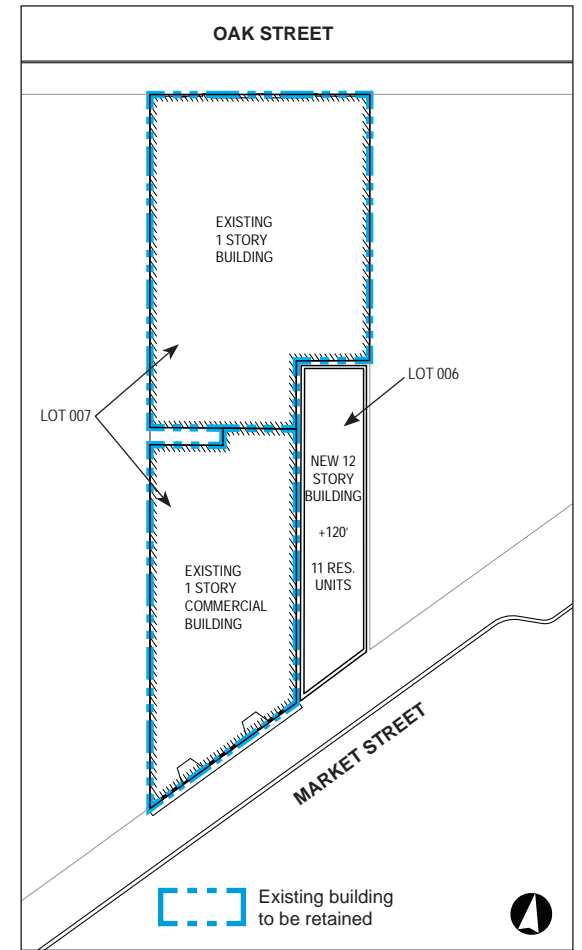 OAK STREET
EXISTING
1 STORY
BUILDING
LOT 006
LOT 007
NEW 12
STORY
BUILDING
+120'
11 RES.
UNITS
EXISTING
1 STORY
COMMERCIAL
BUILDING
MARKET STREET
Existing building
to be retained